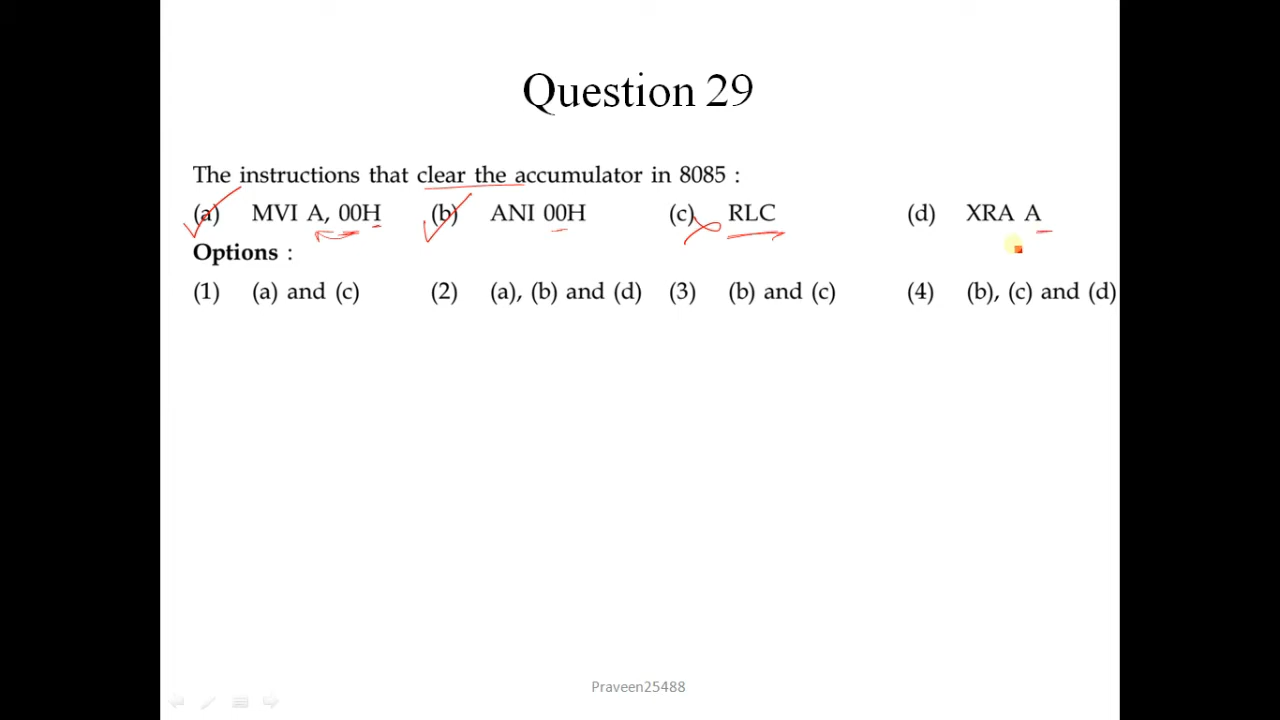 Question 29
The instructions that clear the accumulator in 8085 :
(a) MVI A, 00H (b) ANI 00H (c) RLC (d) XRA A
Options :
(1) (a) and (c) (2) (a), (b) and (d) (3) (b) and (c) (4) (b), (c) and (d)
Praveen25488